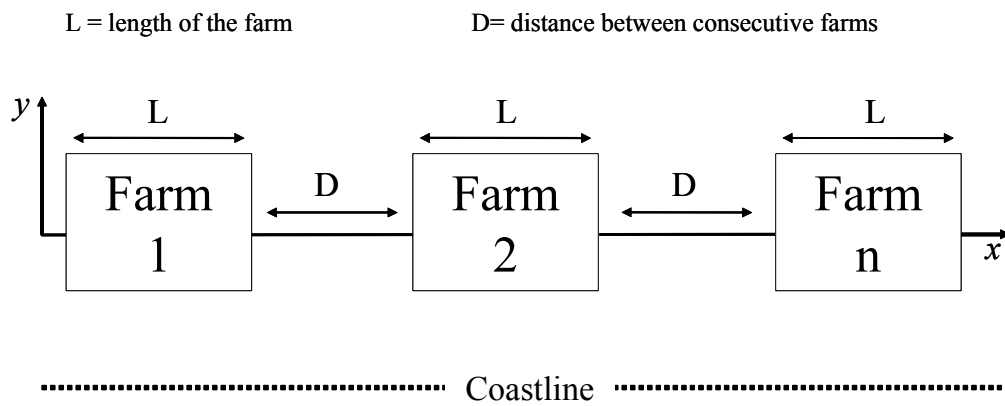 L = length of the farm
D= distance between consecutive farms
y
L
L
L
Farm
1
D
Farm
2
D
Farm
n
x
Coastline